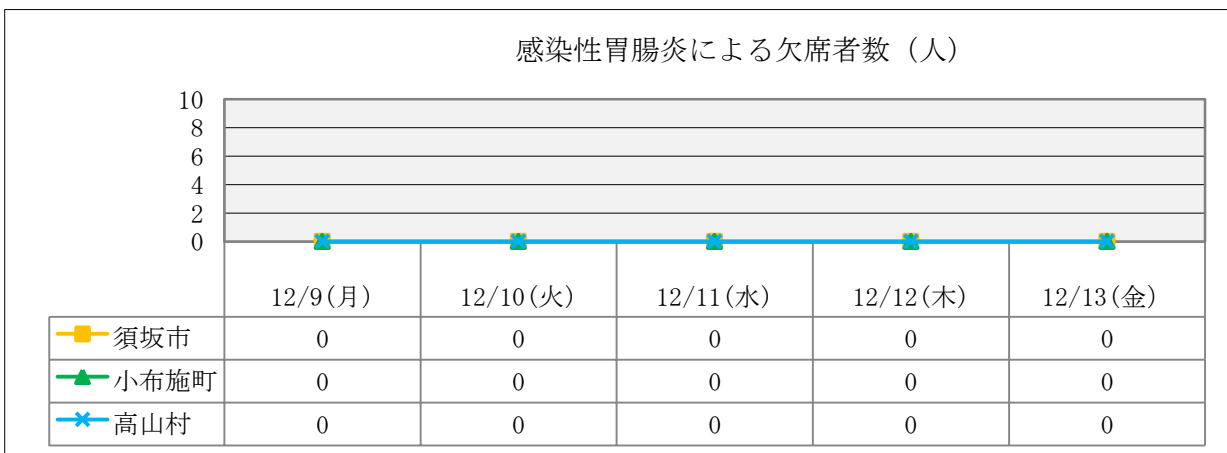 感染性胃腸炎による欠席者数（人）
10
8
6
4
2
0
12/9(月) 12/10(火) 12/11(水) 12/12(木) 12/13(金)
須坂市 0 0 0 0 0
小布施町 0 0 0 0 0
高山村 0 0 0 0 0